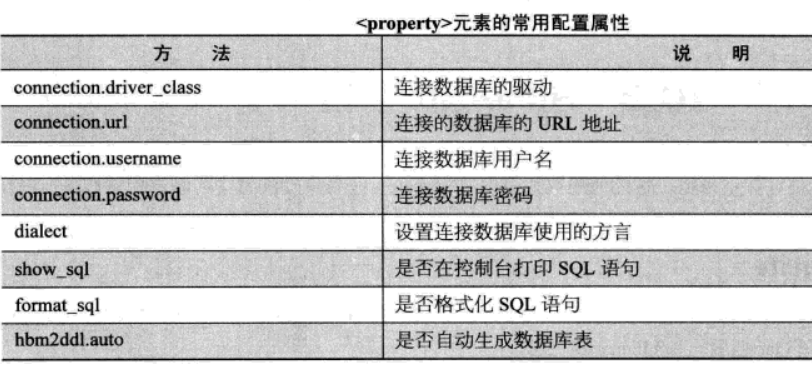 <property>元素的常用配置属性
方 法 说 明
connection.driver_class 连接数据库的驱动
connection.url 连接的数据库的 URL 地址
connection.username 连接数据库用户名
connection.password 连接数据库密码
dialect 设置连接数据库使用的方言
show_sql 是否在控制台打印 SQL 语句
format_sql 是否格式化 SQL 语句
hbm2ddl.auto 是否自动生成数据库表